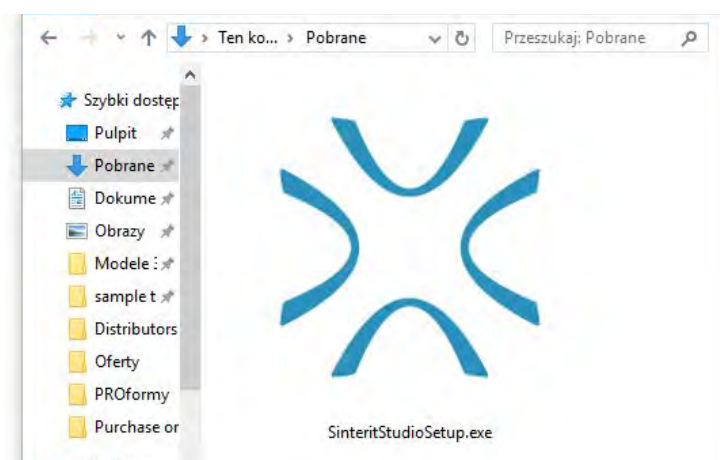 Ten ko... > Pobrane
Przeszukaj: Pobrane
Szybki dostęp
Pulpit
Pobrane
Dokume
Obrazy
Modele :
sample t
Distributors
Oferty
PROformy
Purchase or
SinteritStudioSetup.exe